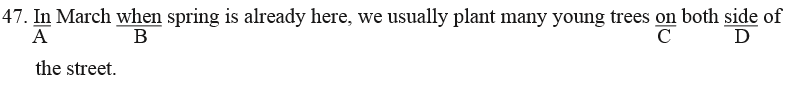 47. In March when spring is already here, we usually plant many young trees on both side of
A B C D
the street.